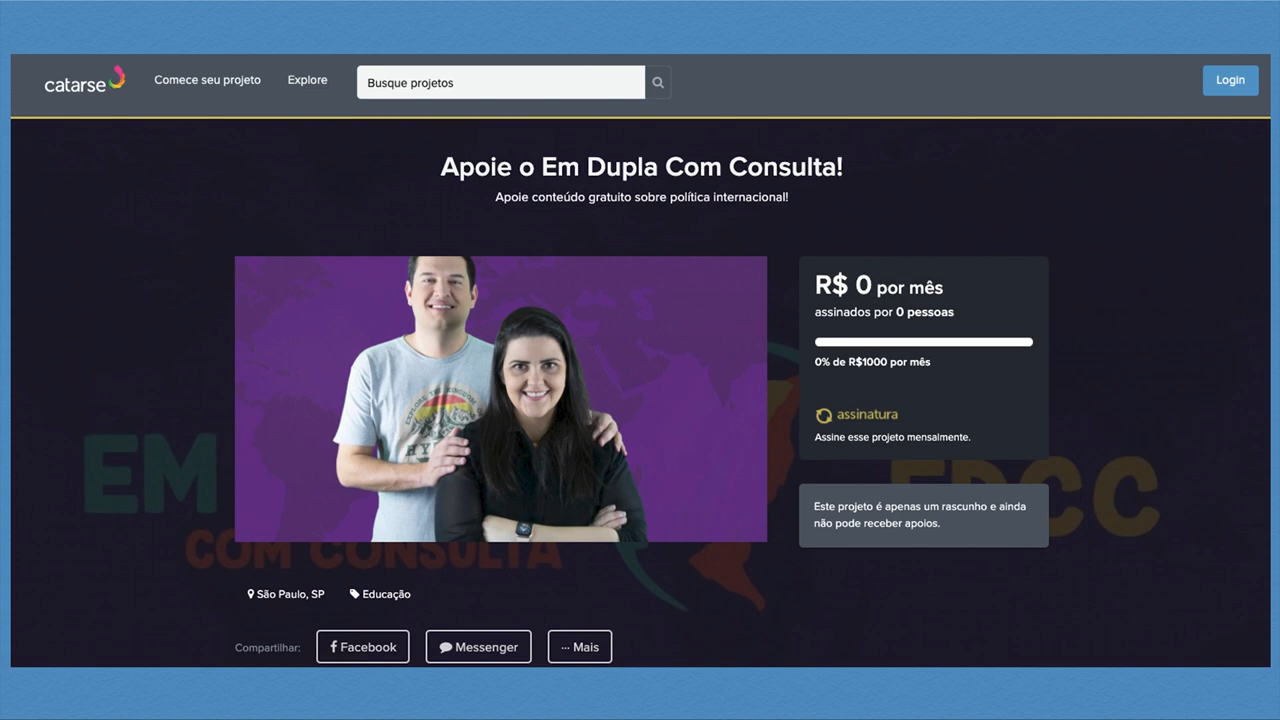 catarse
Comece seu projeto
Explore
Busque projetos
Login
Apoie o Em Dupla Com Consulta!
Apoie conteúdo gratuito sobre política internacional!
R$ 0 por mês
assinados por 0 pessoas
0% de R$1000 por mês
assinatura
Assine esse projeto mensalmente.
Este projeto é apenas um rascunho e ainda
não pode receber apoios.
EM
EDCC
COM CONSULTA
São Paulo, SP
Educação
Compartilhar:
Facebook
Messenger
··· Mais